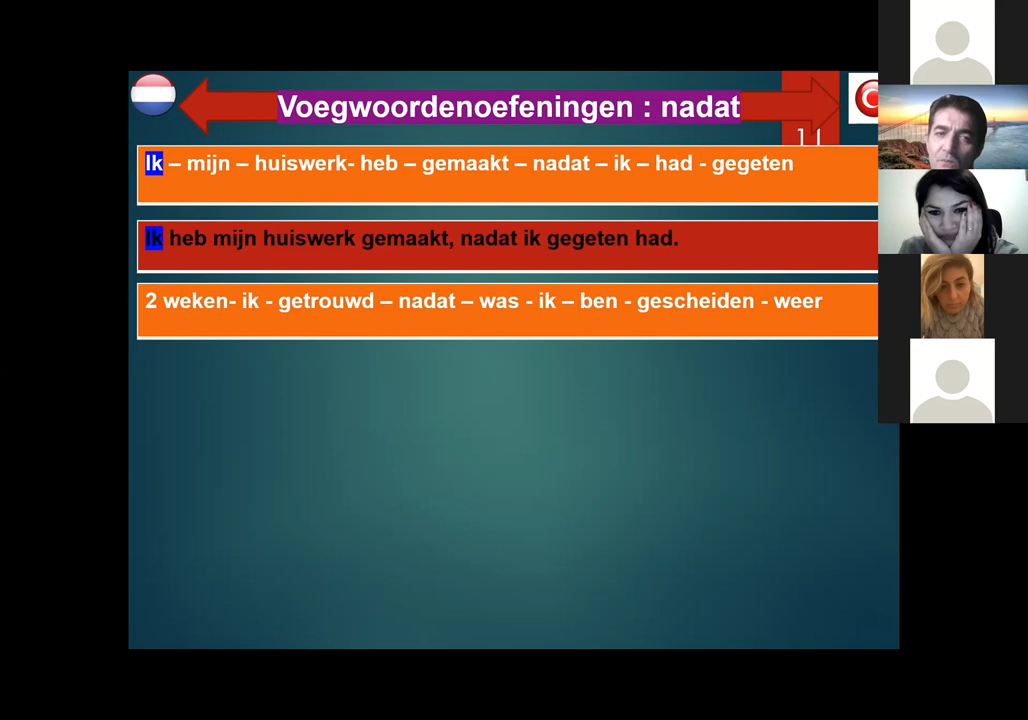 Voegwoordenoefeningen : nadat
11
Ik – mijn – huiswerk- heb – gemaakt – nadat – ik – had - gegeten
Ik heb mijn huiswerk gemaakt, nadat ik gegeten had.
2 weken- ik - getrouwd – nadat – was - ik – ben - gescheiden - weer